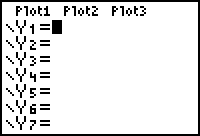 Plot1 Plot2 Plot3
\Y1=
\Y2=
\Y3=
\Y4=
\Y5=
\Y6=
\Y7=